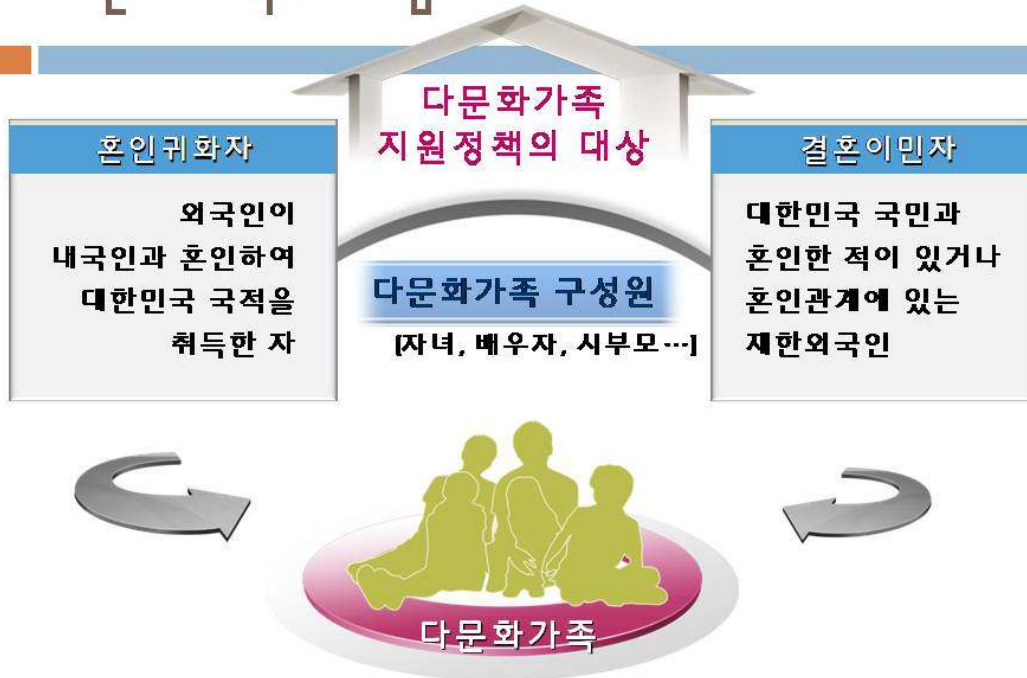 다문화가족
지원정책의 대상
혼인귀화자
외국인이
내국인과 혼인하여
대한민국 국적을
취득한 자
다문화가족 구성원
[자녀, 배우자, 시부모…]
결혼이민자
대한민국 국민과
혼인한 적이 있거나
혼인관계에 있는
재한외국인
다문화가족